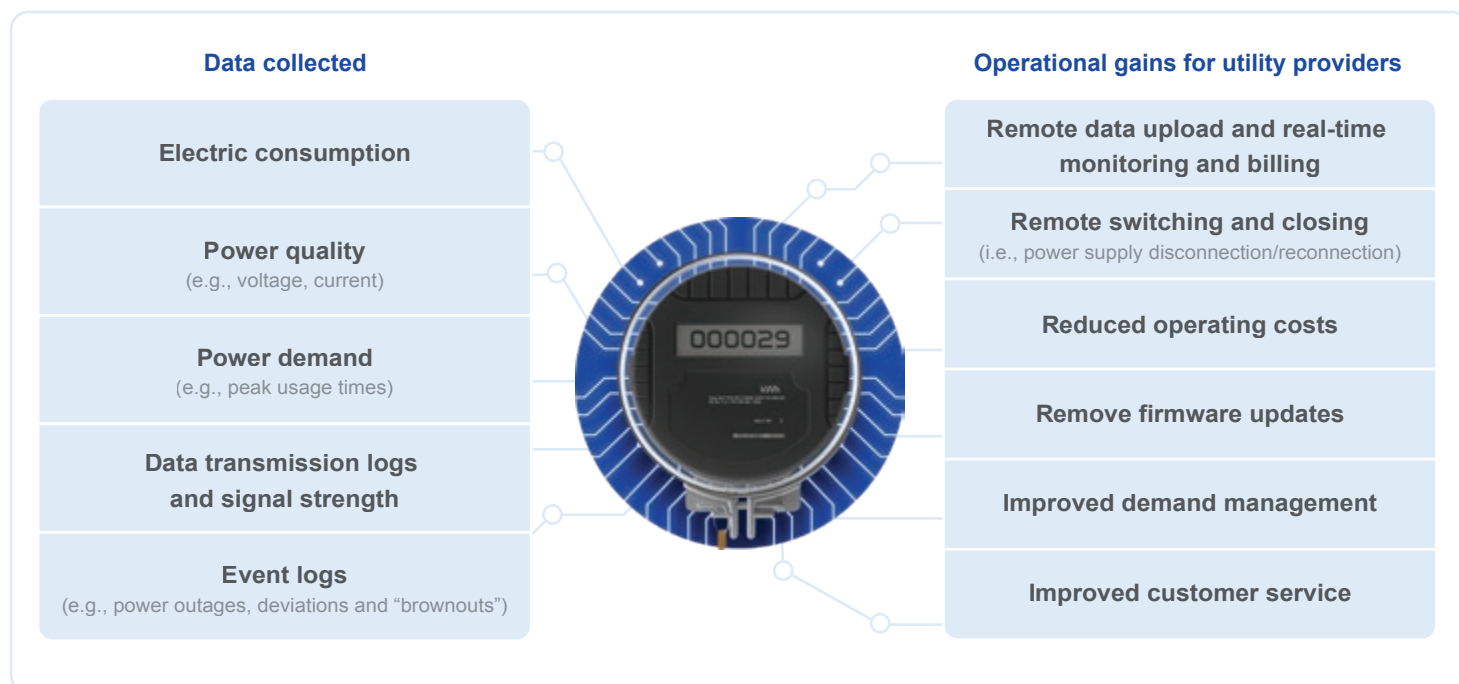 Data collected
Electric consumption
Power quality
(e.g., voltage, current)
Power demand
(e.g., peak usage times)
Data transmission logs
and signal strength
Event logs
(e.g., power outages, deviations and “brownouts”)
000029
kWh
Operational gains for utility providers
Remote data upload and real-time
monitoring and billing
Remote switching and closing
(i.e., power supply disconnection/reconnection)
Reduced operating costs
Remove firmware updates
Improved demand management
Improved customer service